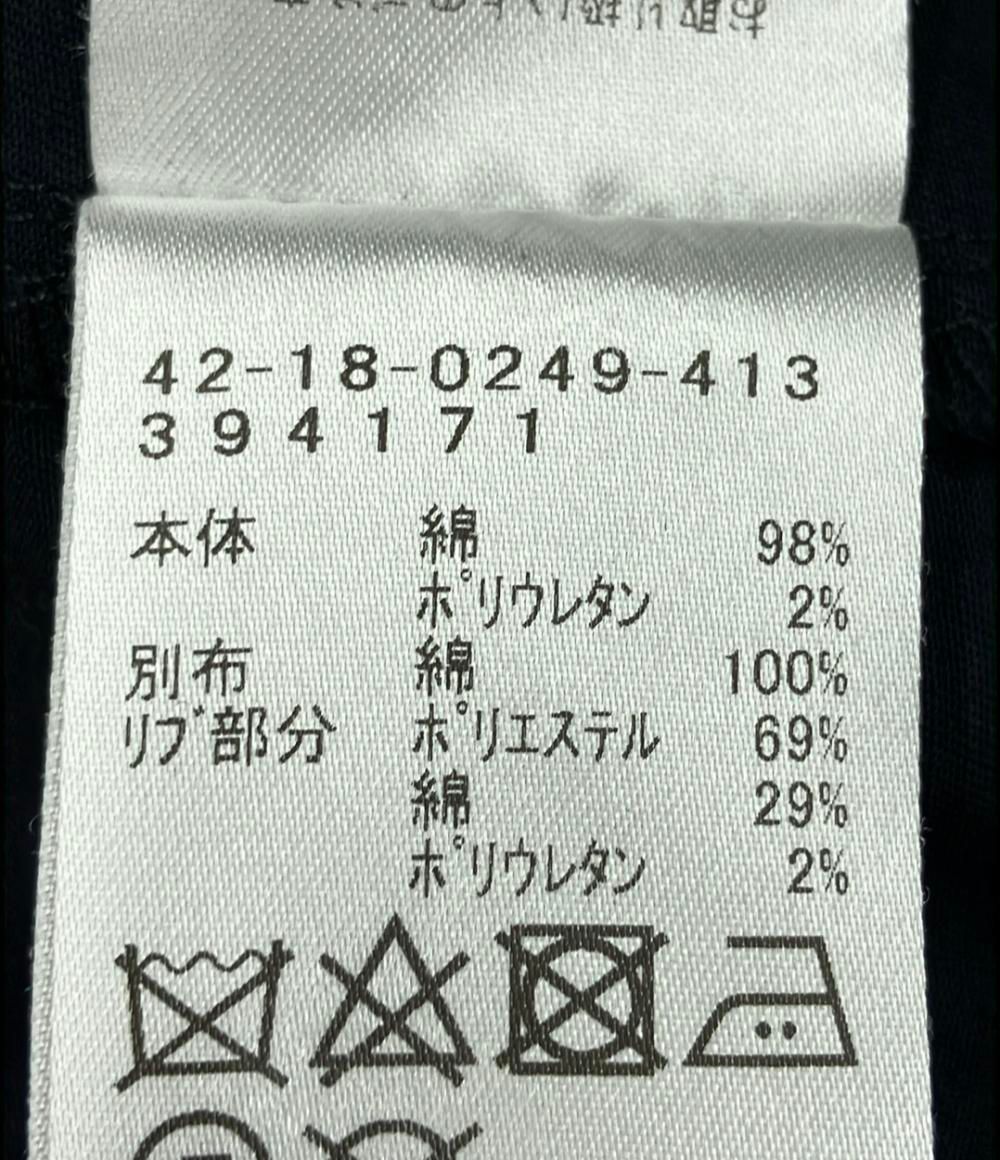 42-18-0249-413
394171
本体 綿 98%
ポリウレタン 2%
別布 綿 100%
リブ部分 ポリエステル 69%
綿 29%
ポリウレタン 2%